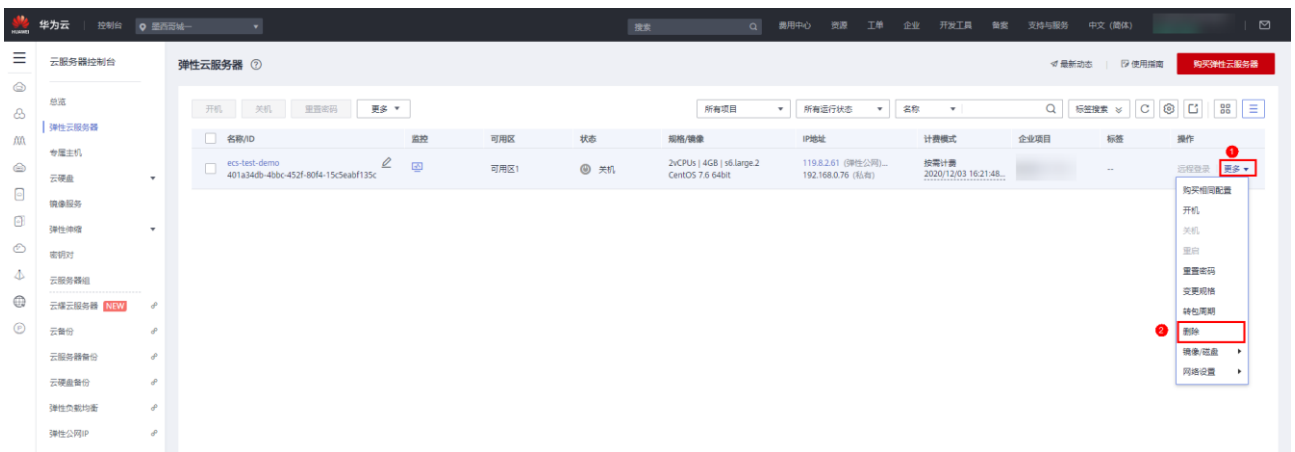 HUAWEI 华为云 控制台 墨西哥城一 搜索 费用中心 资源 工单 企业 开发工具 备案 支持与服务 中文 (简体)
云服务器控制台
弹性云服务器 ? 最新动态 使用指南 购买弹性云服务器
总览
弹性云服务器
专属主机
云硬盘
镜像服务
弹性伸缩
密钥对
云服务器组
云耀云服务器 NEW
云备份
云服务器备份
云硬盘备份
弹性负载均衡
弹性公网IP
开机 关机 重置密码 更多 所有项目 所有运行状态 名称 标签搜索
名称/ID 监控 可用区 状态 规格/镜像 IP地址 计费模式 企业项目 标签 操作
1
ecs-test-demo 可用区1 关机 2vCPUs | 4GB | s6.large.2 119.8.2.61 (弹性公网)... 按需计费 -- 远程登录 更多
401a34db-4bbc-452f-80f4-15c5eabf135c CentOS 7.6 64bit 192.168.0.76 (私有) 2020/12/03 16:21:48...
购买相同配置
开机
关机
重启
重置密码
变更规格
转包周期
2 删除
镜像/磁盘
网络设置